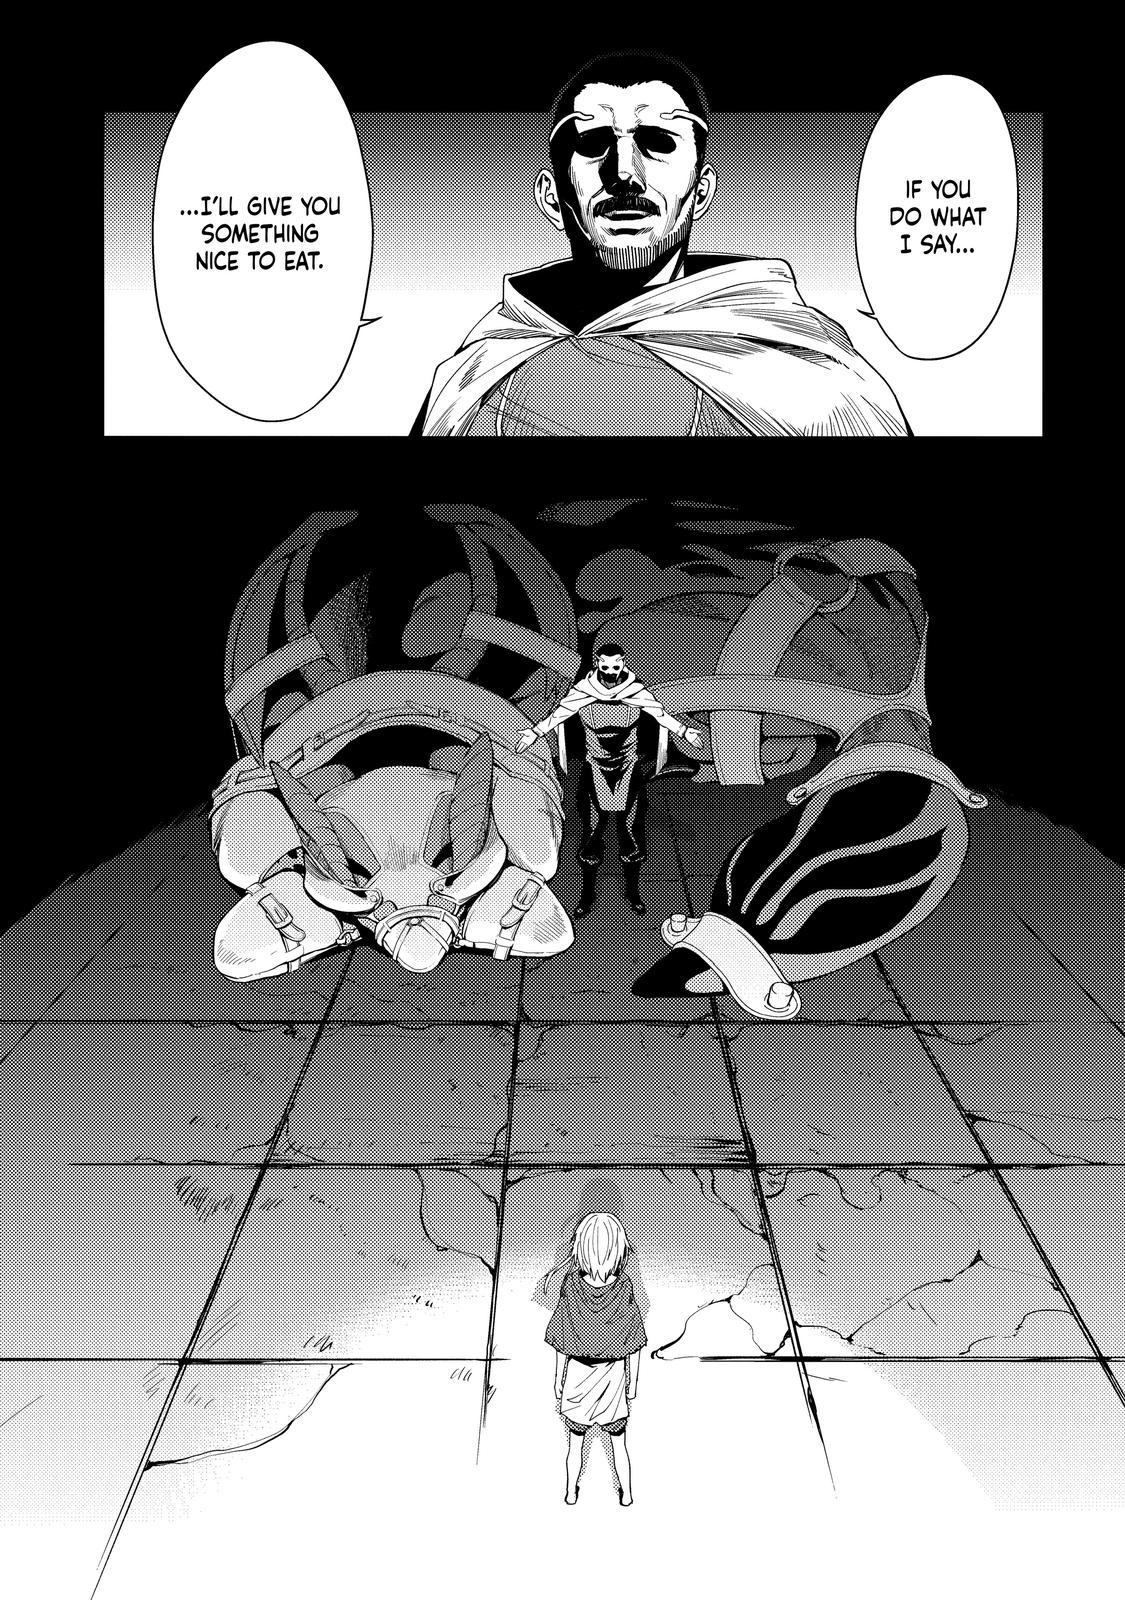 IF YOU
DO WHAT
I SAY...
...I'LL GIVE YOU
SOMETHING
NICE TO EAT.